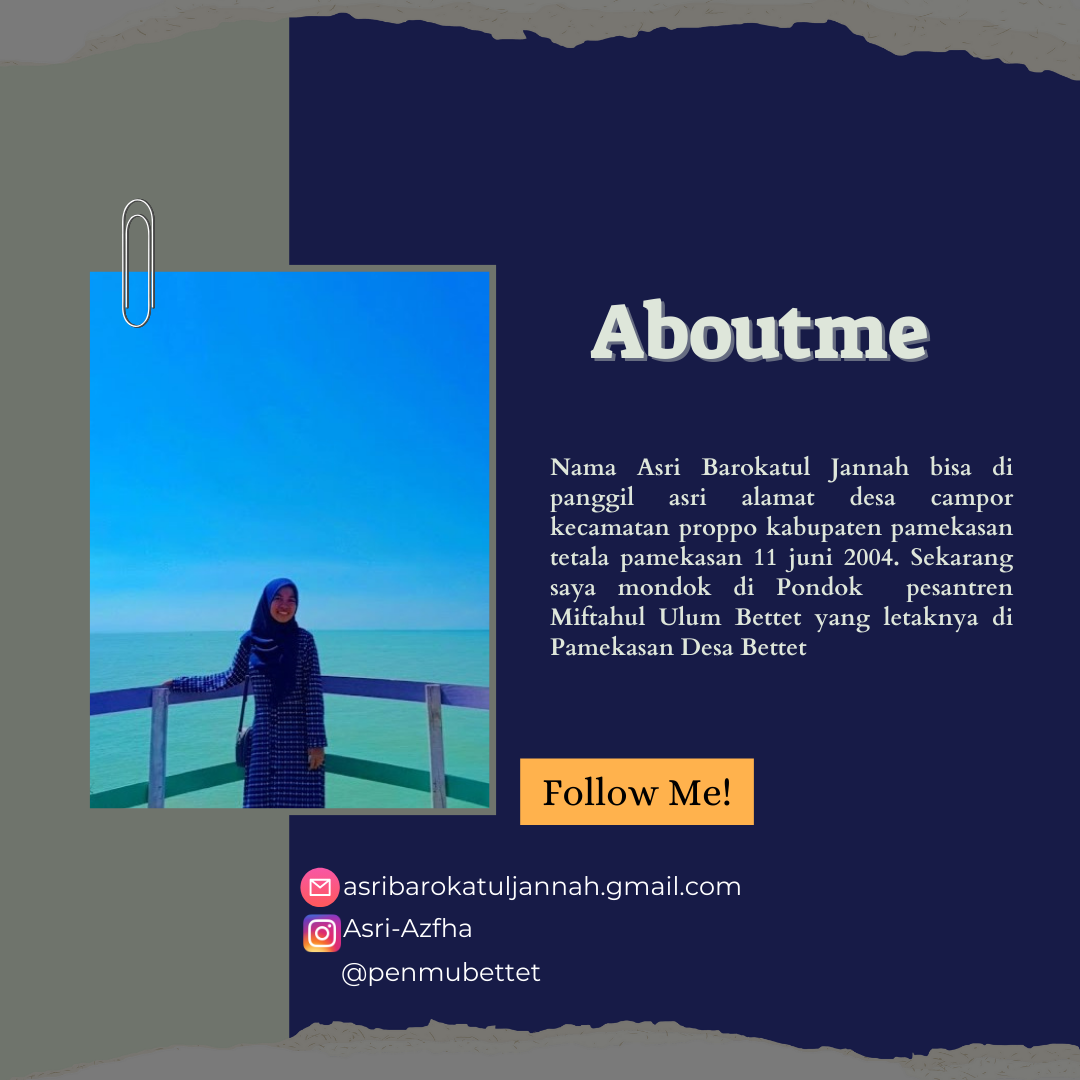 Aboutme
Nama Asri Barokatul Jannah bisa di
panggil asri alamat desa campor
kecamatan proppo kabupaten pamekasan
tetala pamekasan 11 juni 2004. Sekarang
saya mondok di Pondok pesantren
Miftahul Ulum Bettet yang letaknya di
Pamekasan Desa Bettet
Follow Me!
asribarokatuljannah.gmail.com
Asri-Azfha
@penmubettet